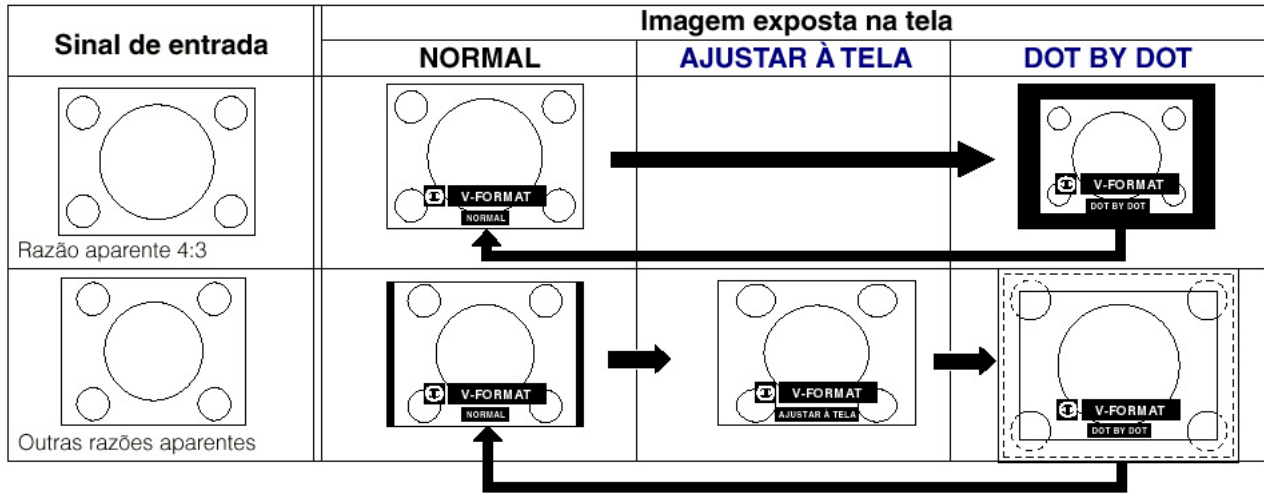 Sinal de entrada
Imagem exposta na tela
NORMAL
AJUSTAR À TELA
DOT BY DOT
V-FORMAT
NORMAL
V-FORMAT
DOT BY DOT
Razão aparente 4:3
V-FORMAT
NORMAL
V-FORMAT
AJUSTAR À TELA
V-FORMAT
DOT BY DOT
Outras razões aparentes